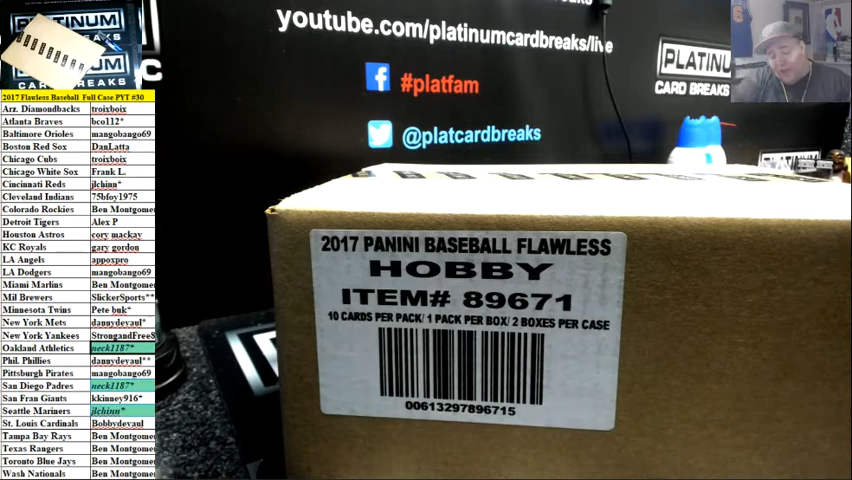 PLATINUM
BREAKS
CARD BREAKS
2017 Flawless Baseball Full Case PYT #30
Arz. Diamondbacks troixboix
Atlanta Braves bco112*
Baltimore Orioles mangobango69
Boston Red Sox DanLatta
Chicago Cubs troixboix
Chicago White Sox Frank L.
Cincinnati Reds jlchinn*
Cleveland Indians 75bfoy1975
Colorado Rockies Ben Montgomer
Detroit Tigers Alex P
Houston Astros cory mackay
KC Royals gary gordon
LA Angels appoxpro
LA Dodgers mangobango69
Miami Marlins Ben Montgomer
Mil Brewers SlickerSports**
Minnesota Twins Pete buk*
New York Mets dannydevaul*
New York Yankees StrongandFree8
Oakland Athletics neck1187*
Phil. Phillies dannydevaul**
Pittsburgh Pirates mangobango69
San Diego Padres neck1187*
San Fran Giants kkinney916*
Seattle Mariners jlchinn*
St. Louis Cardinals Bobbydevaul
Tampa Bay Rays Ben Montgomer
Texas Rangers Ben Montgomer
Toronto Blue Jays Ben Montgomer
Wash Nationals Ben Montgomer
youtube.com/platinumcardbreaks/live
#platfam
@platcardbreaks
PLATINUM
CARD BREAKS
2017 PANINI BASEBALL FLAWLESS
HOBBY
ITEM# 89671
10 CARDS PER PACK/ 1 PACK PER BOX/ 2 BOXES PER CASE
00613297896715